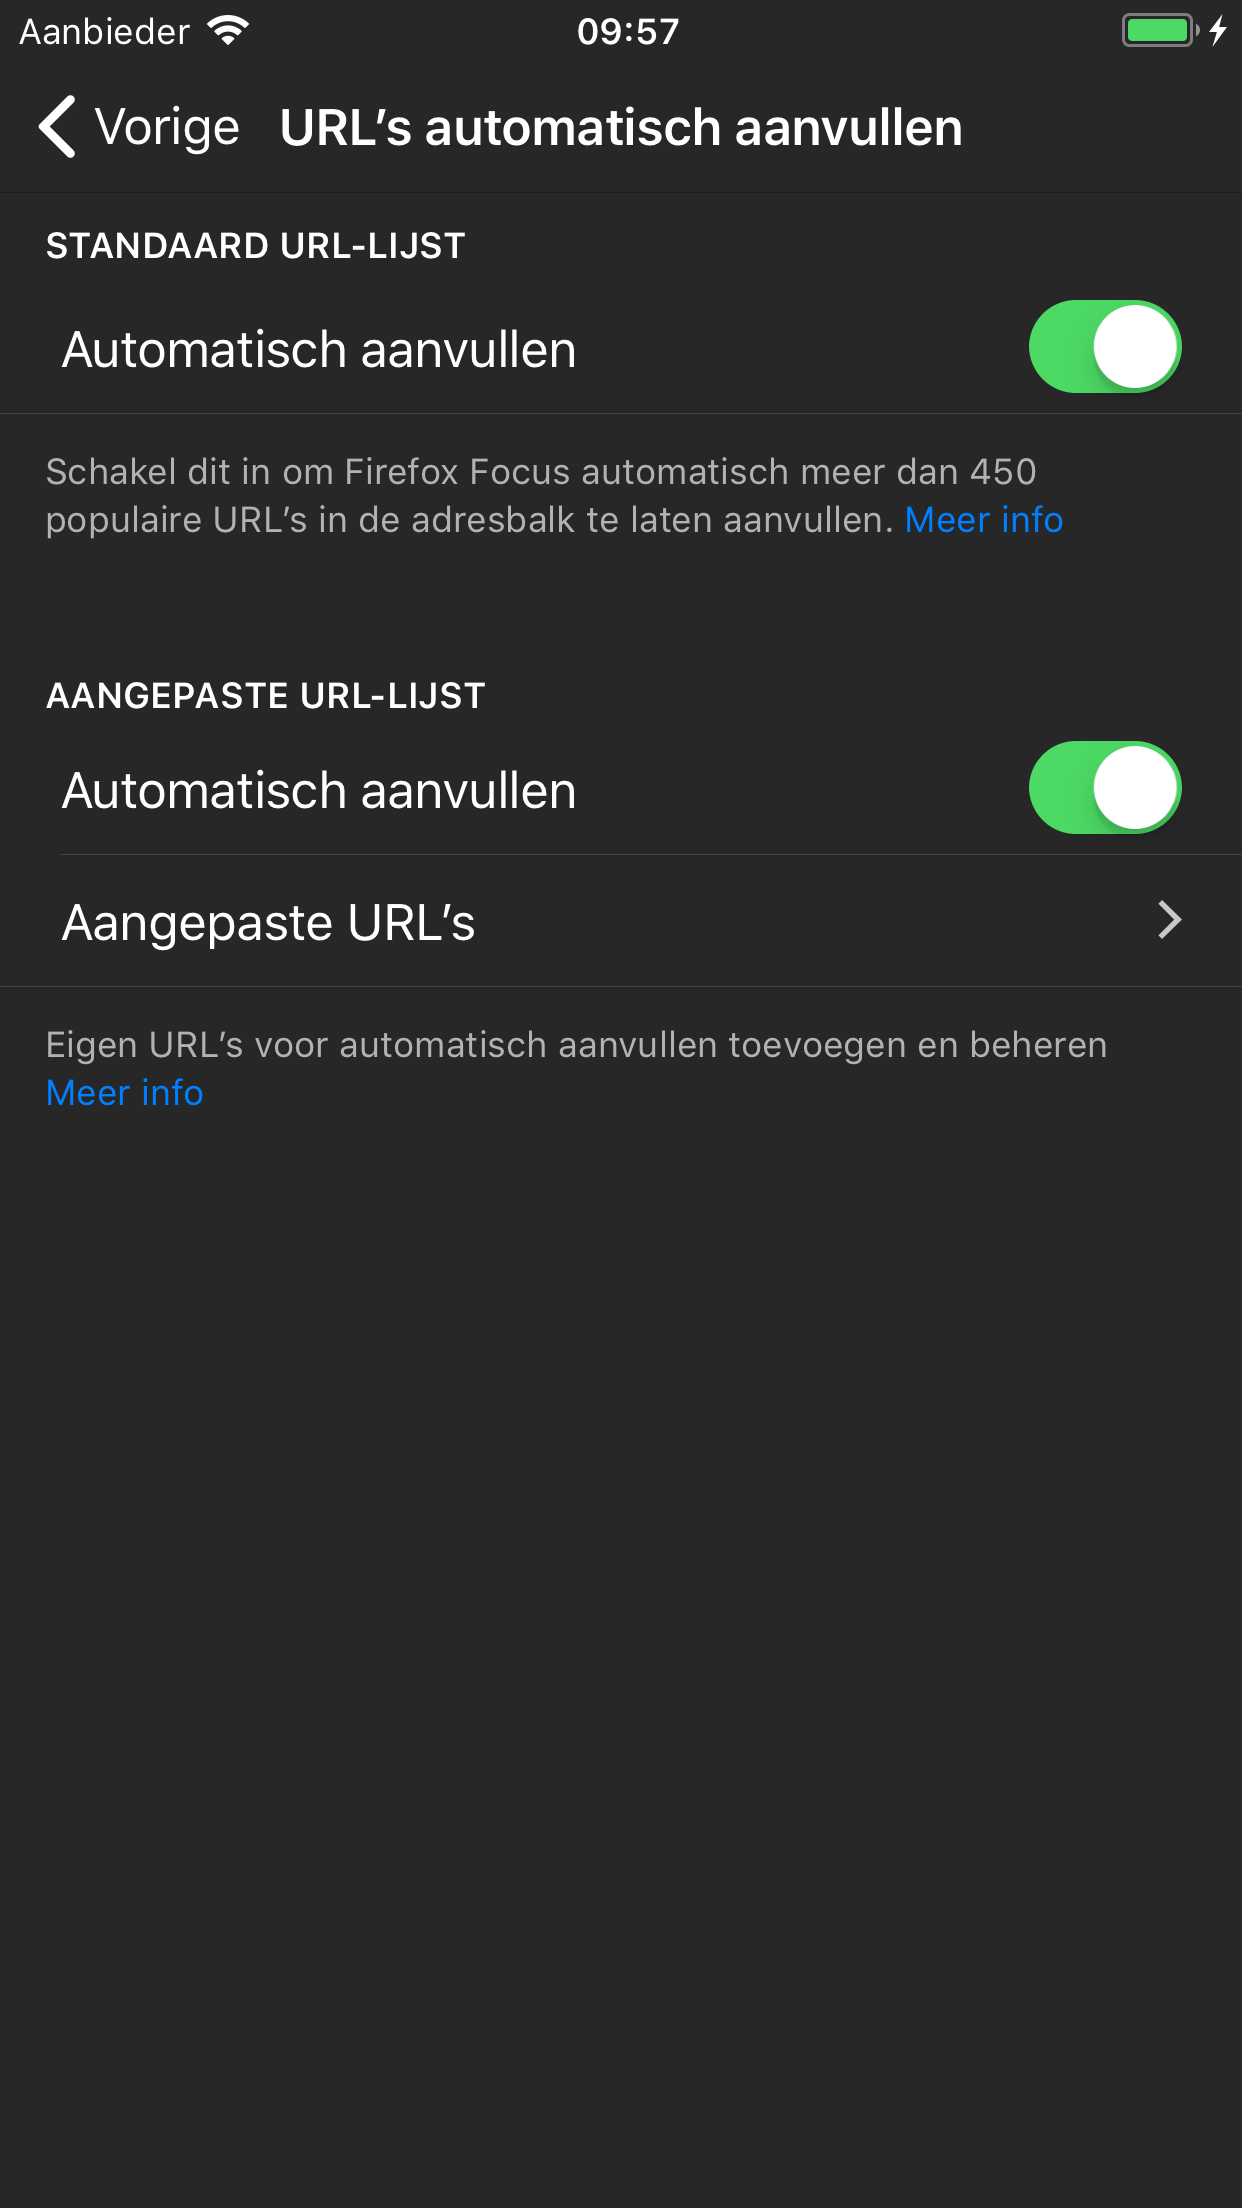 Aanbieder 09:57
Vorige URL’s automatisch aanvullen
STANDAARD URL-LIJST
Automatisch aanvullen
Schakel dit in om Firefox Focus automatisch meer dan 450
populaire URL’s in de adresbalk te laten aanvullen. Meer info
AANGEPASTE URL-LIJST
Automatisch aanvullen
Aangepaste URL’s
Eigen URL’s voor automatisch aanvullen toevoegen en beheren
Meer info